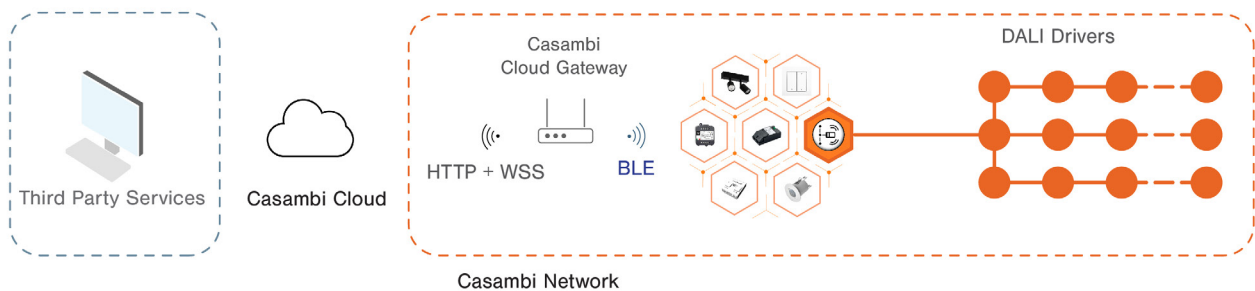 DALI Drivers
Casambi
Cloud Gateway
HTTP + WSS
BLE
Third Party Services
Casambi Cloud
Casambi Network